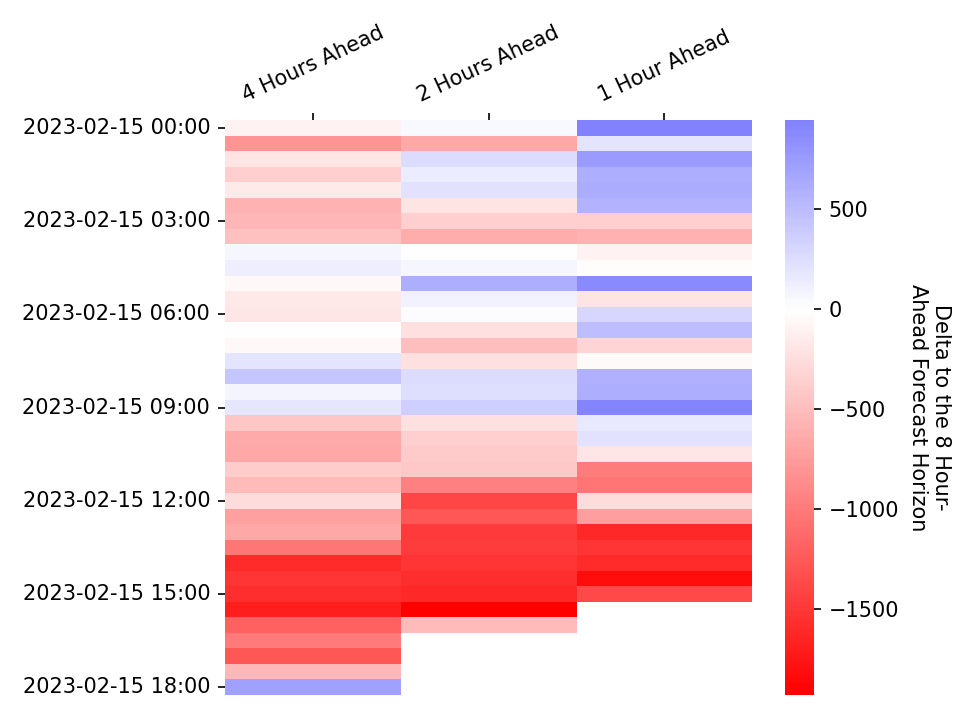 4 Hours Ahead
2 Hours Ahead
1 Hour Ahead
2023-02-15 00:00
2023-02-15 03:00
2023-02-15 06:00
2023-02-15 09:00
2023-02-15 12:00
2023-02-15 15:00
2023-02-15 18:00
500
0
−500
−1000
−1500
Delta to the 8 Hour-
Ahead Forecast Horizon